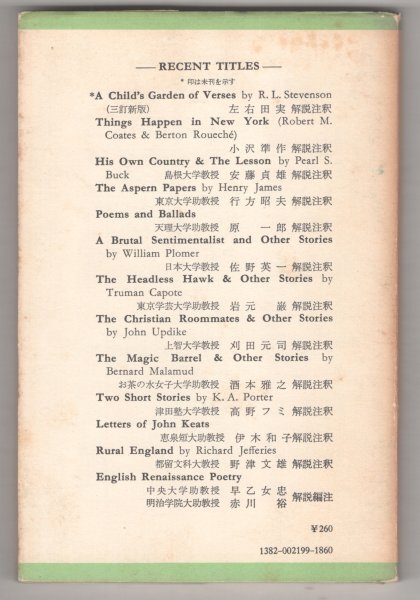 — RECENT TITLES —
* 印は未刊を示す
*A Child's Garden of Verses by R. L. Stevenson
(三訂新版) 左右田実 解説注釈
Things Happen in New York (Robert M.
Coates & Berton Roueché)
小沢準作 解説注釈
His Own Country & The Lesson by Pearl S.
Buck 島根大学教授 安藤貞雄 解説注釈
The Aspern Papers by Henry James
東京大学助教授 行方昭夫 解説注釈
Poems and Ballads
天理大学助教授 原一郎 解説注釈
A Brutal Sentimentalist and Other Stories
by William Plomer
日本大学教授 佐野英一 解説注釈
The Headless Hawk & Other Stories by
Truman Capote
東京学芸大学助教授 岩元巌 解説注釈
The Christian Roommates & Other Stories
by John Updike
上智大学教授 刈田元司 解説注釈
The Magic Barrel & Other Stories by
Bernard Malamud
お茶の水女子大学助教授 酒本雅之 解説注釈
Two Short Stories by K. A. Porter
津田塾大学教授 高野フミ 解説注釈
Letters of John Keats
恵泉短大助教授 伊木和子 解説注釈
Rural England by Richard Jefferies
都留文科大教授 野津文雄 解説注釈
English Renaissance Poetry
中央大学助教授 早乙女忠
明治学院大助教授 赤川裕 解説編注
¥260
1382-002199-1860